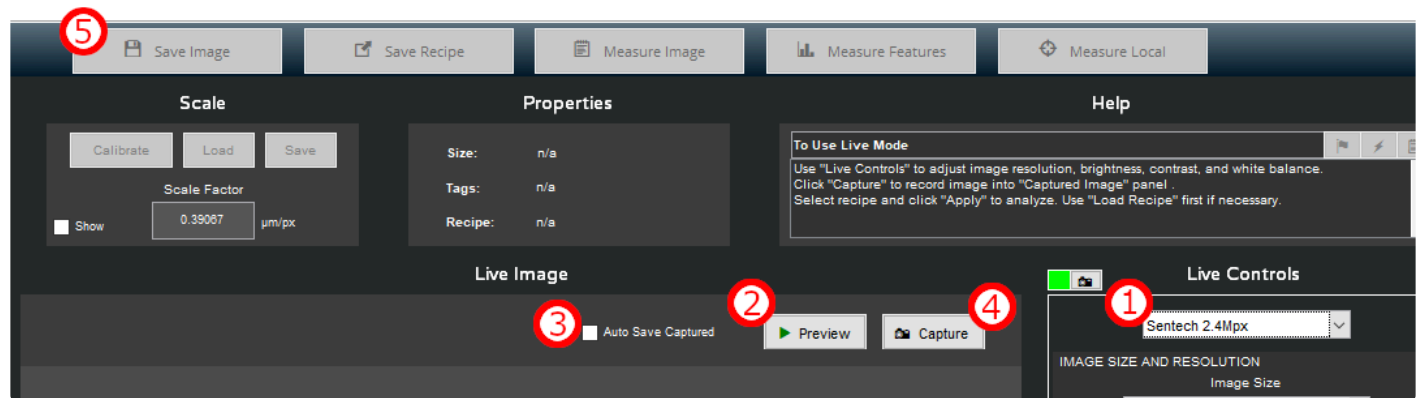 5
Save Image
Save Recipe
Measure Image
Measure Features
Measure Local
Scale
Properties
Help
Calibrate
Load
Save
Scale Factor
Show
0.39067
µm/px
Size:
n/a
Tags:
n/a
Recipe:
n/a
To Use Live Mode
Use "Live Controls" to adjust image resolution, brightness, contrast, and white balance.
Click "Capture" to record image into "Captured Image" panel .
Select recipe and click "Apply" to analyze. Use "Load Recipe" first if necessary.
Live Image
3
Auto Save Captured
2
Preview
4
Capture
Live Controls
1
Sentech 2.4Mpx
IMAGE SIZE AND RESOLUTION
Image Size